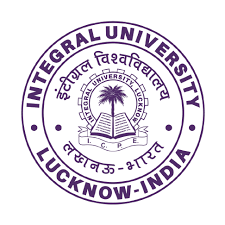 INTEGRAL UNIVERSITY
इंटीग्रल विश्वविद्यालय
INTEGRAL UNIVERSITY, LUCKNOW
I.C.P.E.
लखनऊ-भारत
LUCKNOW-INDIA